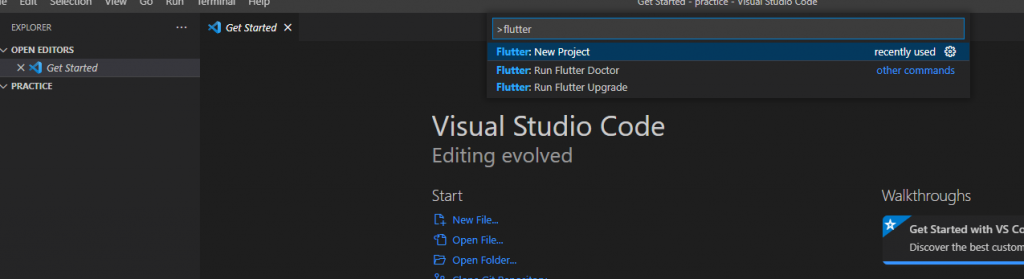 Edit Selection View Go Run Terminal Help
Get Started - practice - Visual Studio Code
EXPLORER
Get Started
>flutter
OPEN EDITORS
Get Started
PRACTICE
Flutter: New Project recently used
Flutter: Run Flutter Doctor other commands
Flutter: Run Flutter Upgrade
Visual Studio Code
Editing evolved
Start
New File...
Open File...
Open Folder...
Walkthroughs
Get Started with VS Co
Discover the best custom